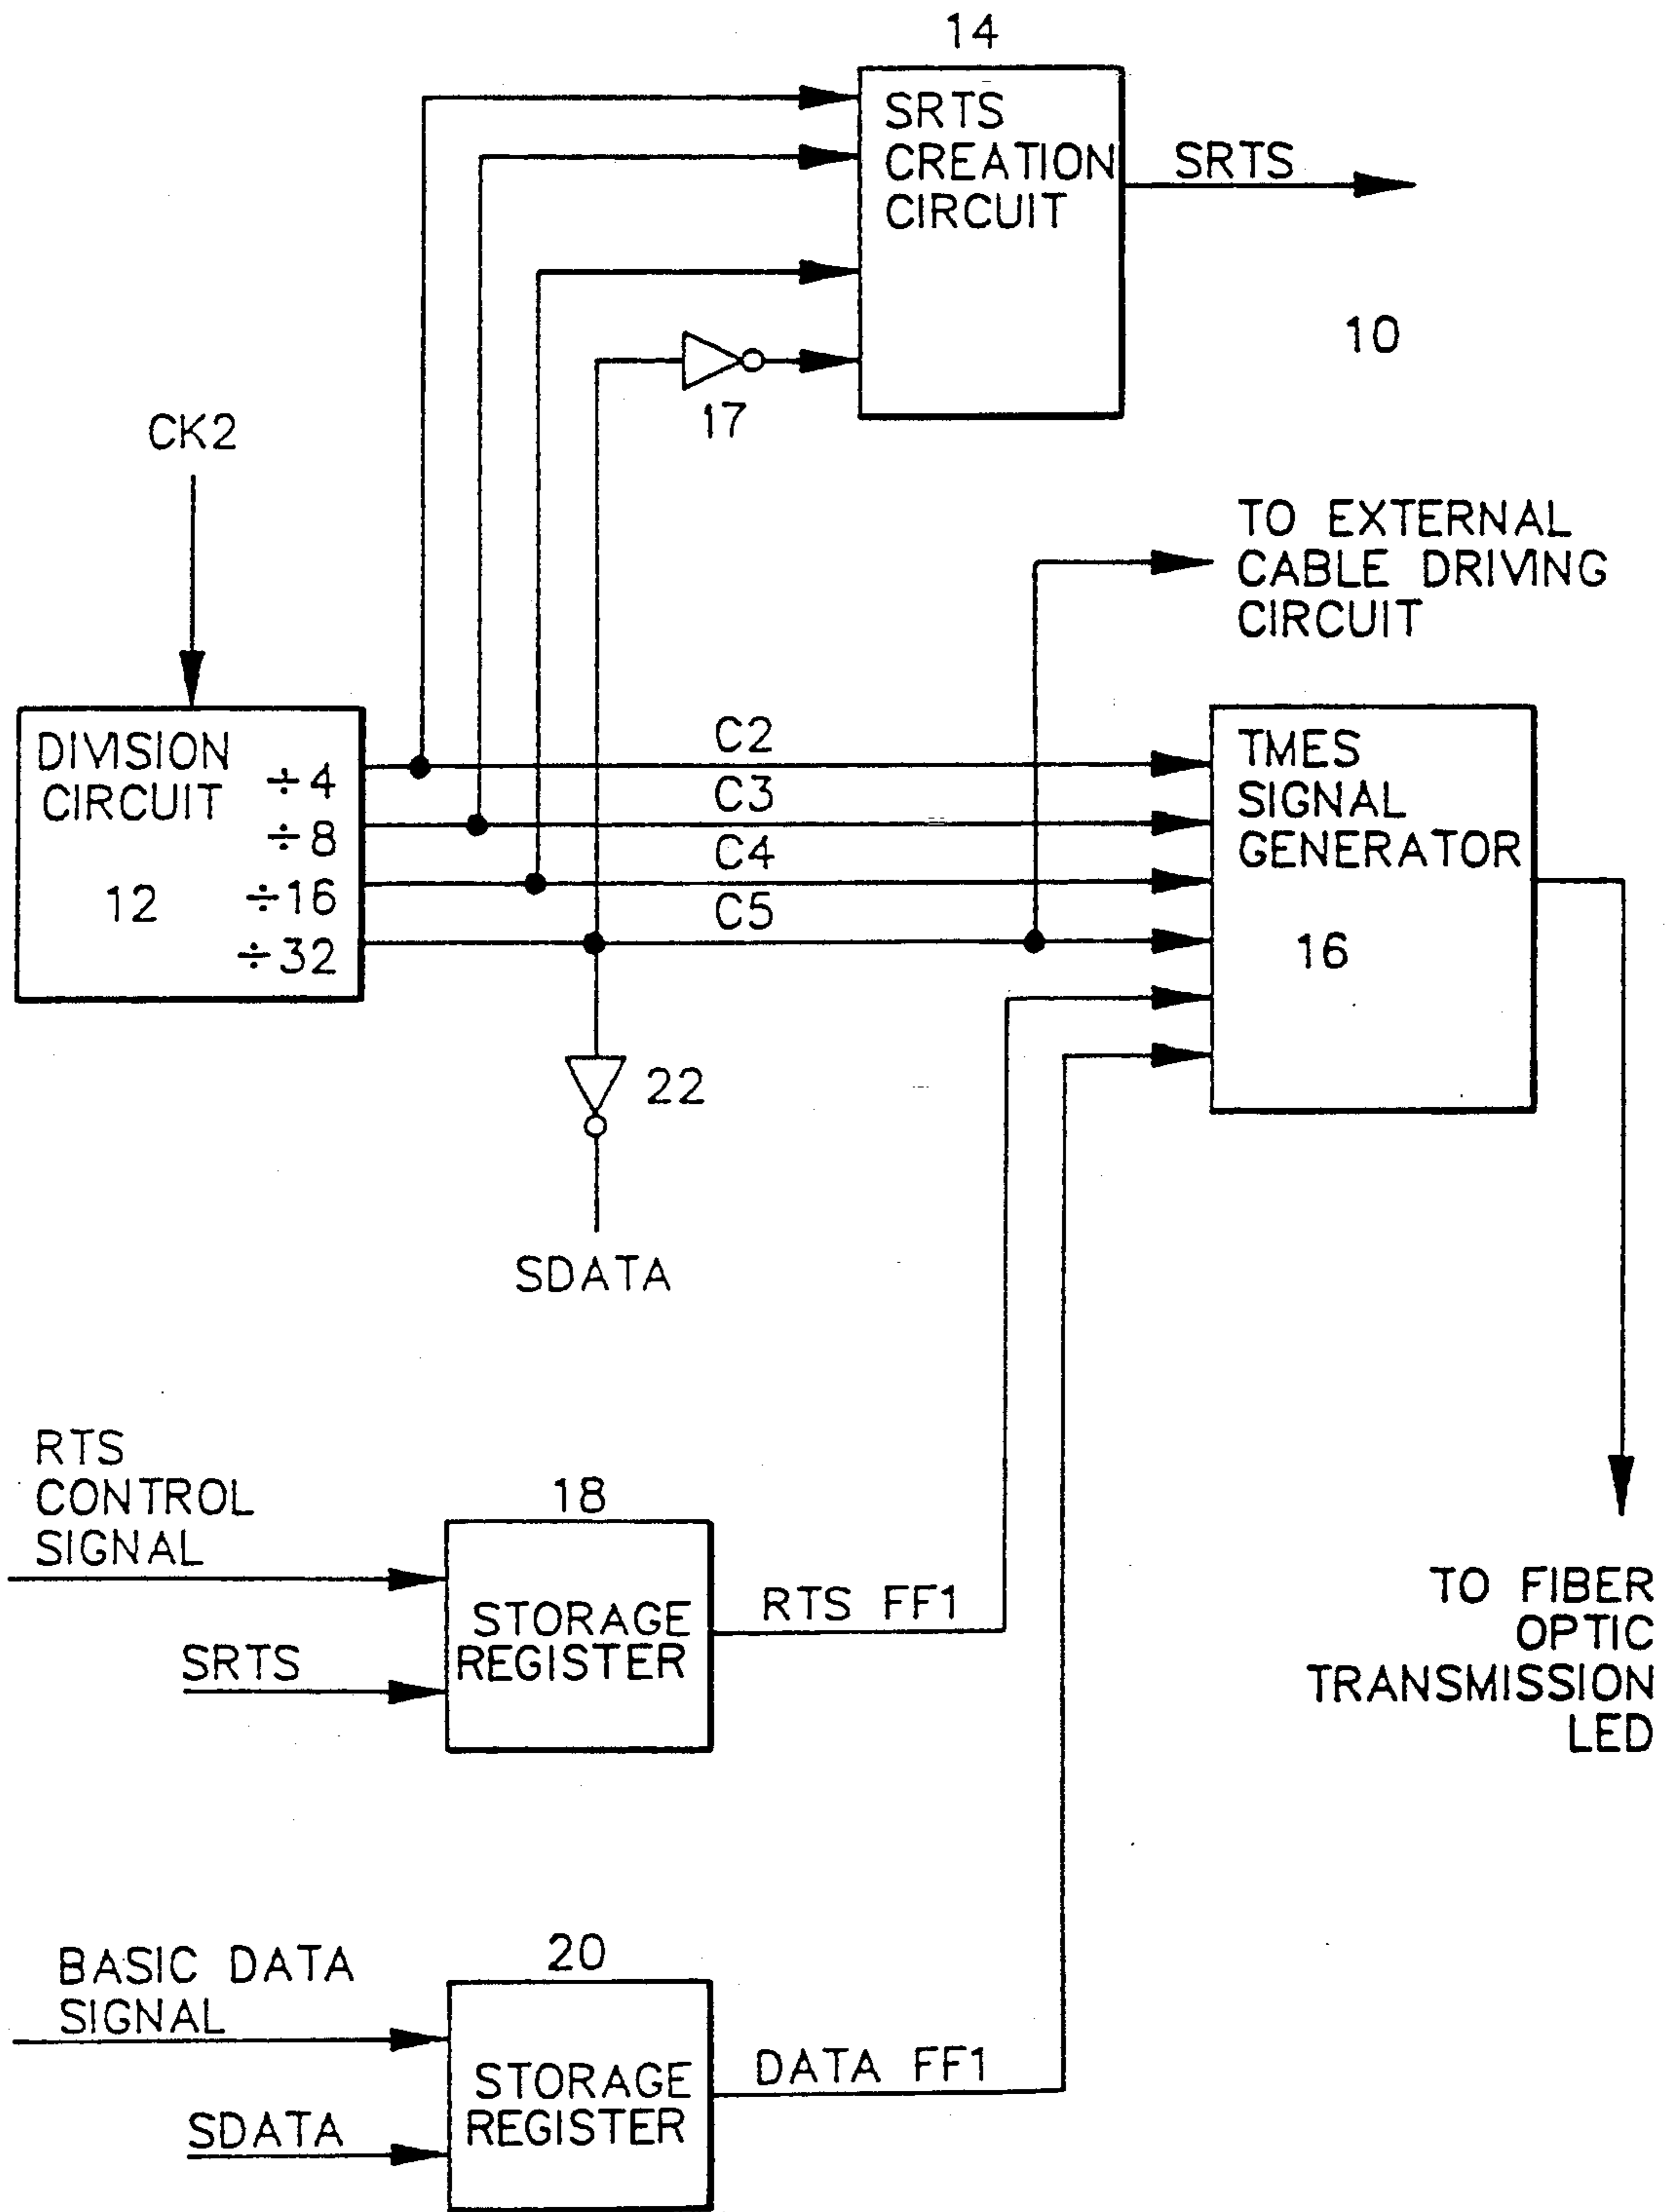 14
SRTS
CREATION
CIRCUIT
SRTS
10
17
CK2
TO EXTERNAL
CABLE DRIVING
CIRCUIT
DIVISION
CIRCUIT
÷4
÷8
÷16
÷32
12
C2
C3
C4
C5
TMES
SIGNAL
GENERATOR
16
22
SDATA
RTS
CONTROL
SIGNAL
18
STORAGE
REGISTER
SRTS
RTS FF1
TO FIBER
OPTIC
TRANSMISSION
LED
BASIC DATA
SIGNAL
20
STORAGE
REGISTER
SDATA
DATA FF1